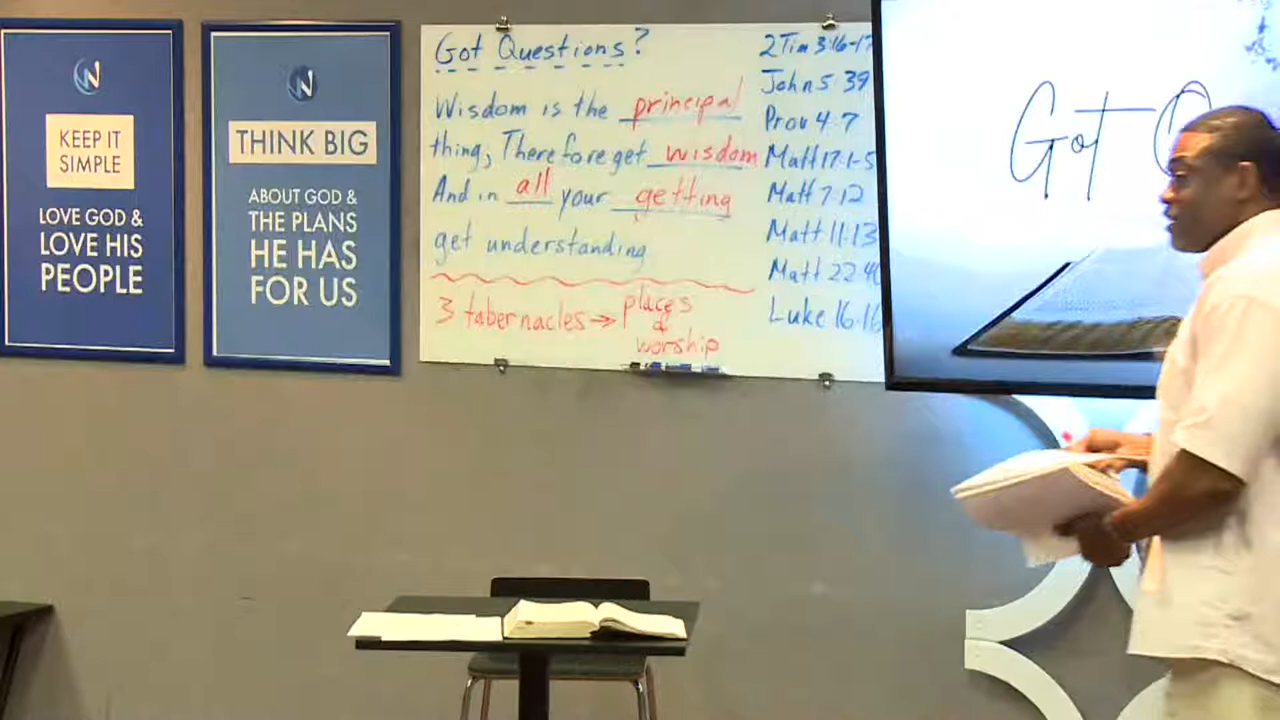 N
KEEP IT
SIMPLE
LOVE GOD &
LOVE HIS
PEOPLE
N
THINK BIG
ABOUT GOD &
THE PLANS
HE HAS
FOR US
Got Questions?
Wisdom is the principal
thing; Therefore get wisdom
And in all your getting
get understanding
3 tabernacles → places
&
worship
2Tim 3:16-17
John 5:39
Prov 4:7
Matt 17:1-5
Matt 7:12
Matt 11:13
Matt 22:40
Luke 16:16
Got Q